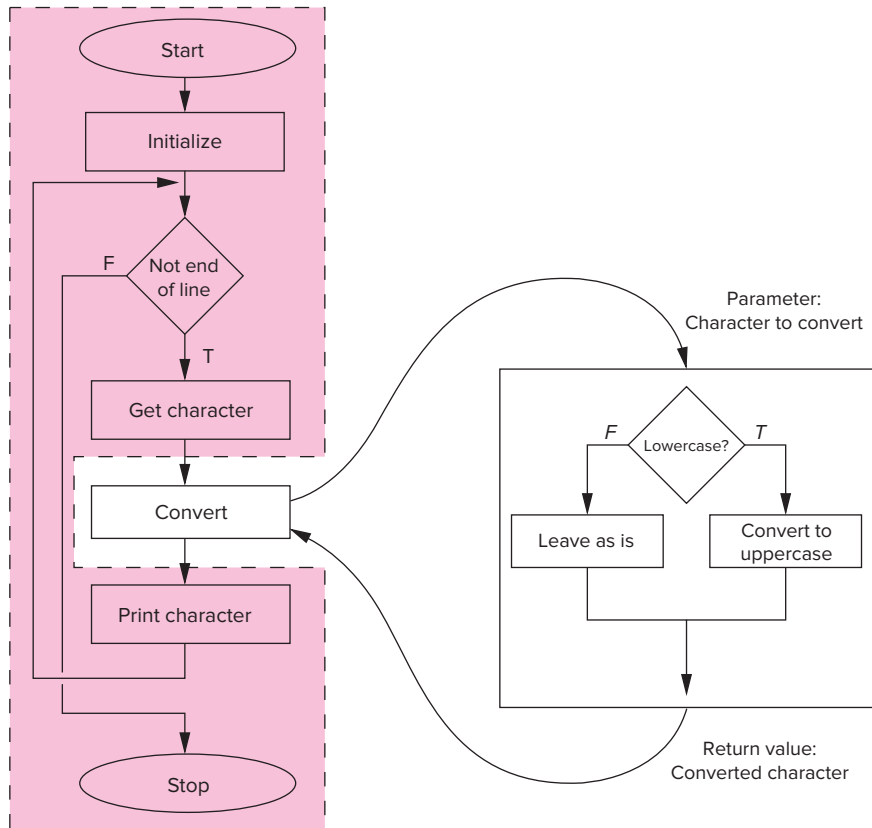 Start
Initialize
F
Not end
of line
T
Get character
Convert
Print character
Stop
Parameter:
Character to convert
F
Lowercase?
T
Leave as is
Convert to
uppercase
Return value:
Converted character